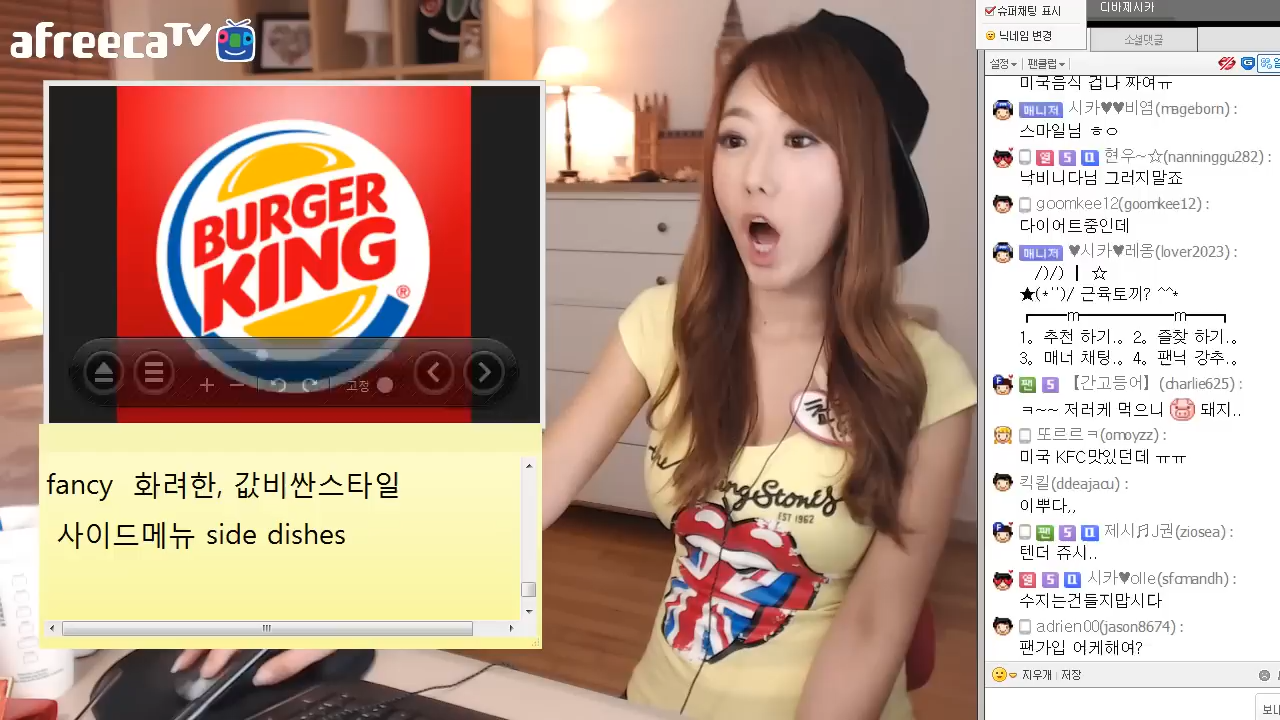 afreecaTV
BURGER
KING
®
고정
fancy 화려한, 값비싼스타일
사이드메뉴 side dishes
The Rolling Stones
EST 1962
슈퍼채팅 표시
닉네임 변경
디바제시카
소셜댓글
설정 팬클럽
미국음식 겁나 짜여ㅠ
매니저 시카♥♥비염(mageborn) :
스마일님 ㅎㅇ
열 S Q 현우~☆(nanninggu282) :
낙비니다님 그러지말죠
goomkee12(goomkee12) :
다이어트중인데
매니저 ♥시카♥레옹(lover2023) :
/)/) ┃ ☆
★(*'')/ 근육토끼? ^^*
┏━━m━━━━━━m━━┓
1。추천 하기.。2。즐찾 하기.。
3。매너 채팅.。4。팬닉 강추.。
팬 S 【간고등어】(charlie625) :
ㅋ~~ 저러케 먹으니 돼지..
또르르ㅋ(omoyzz) :
미국 KFC맛있던데 ㅠㅠ
킥킬(ddeajacu) :
이뿌다,,
팬 S Q 제시♬J권(ziosea) :
텐더 쥬시..
열 S Q 시카♥olle(sfcmandh) :
수지는건들지맙시다
adrien00(jason8674) :
팬가입 어케해여?
지우개 저장